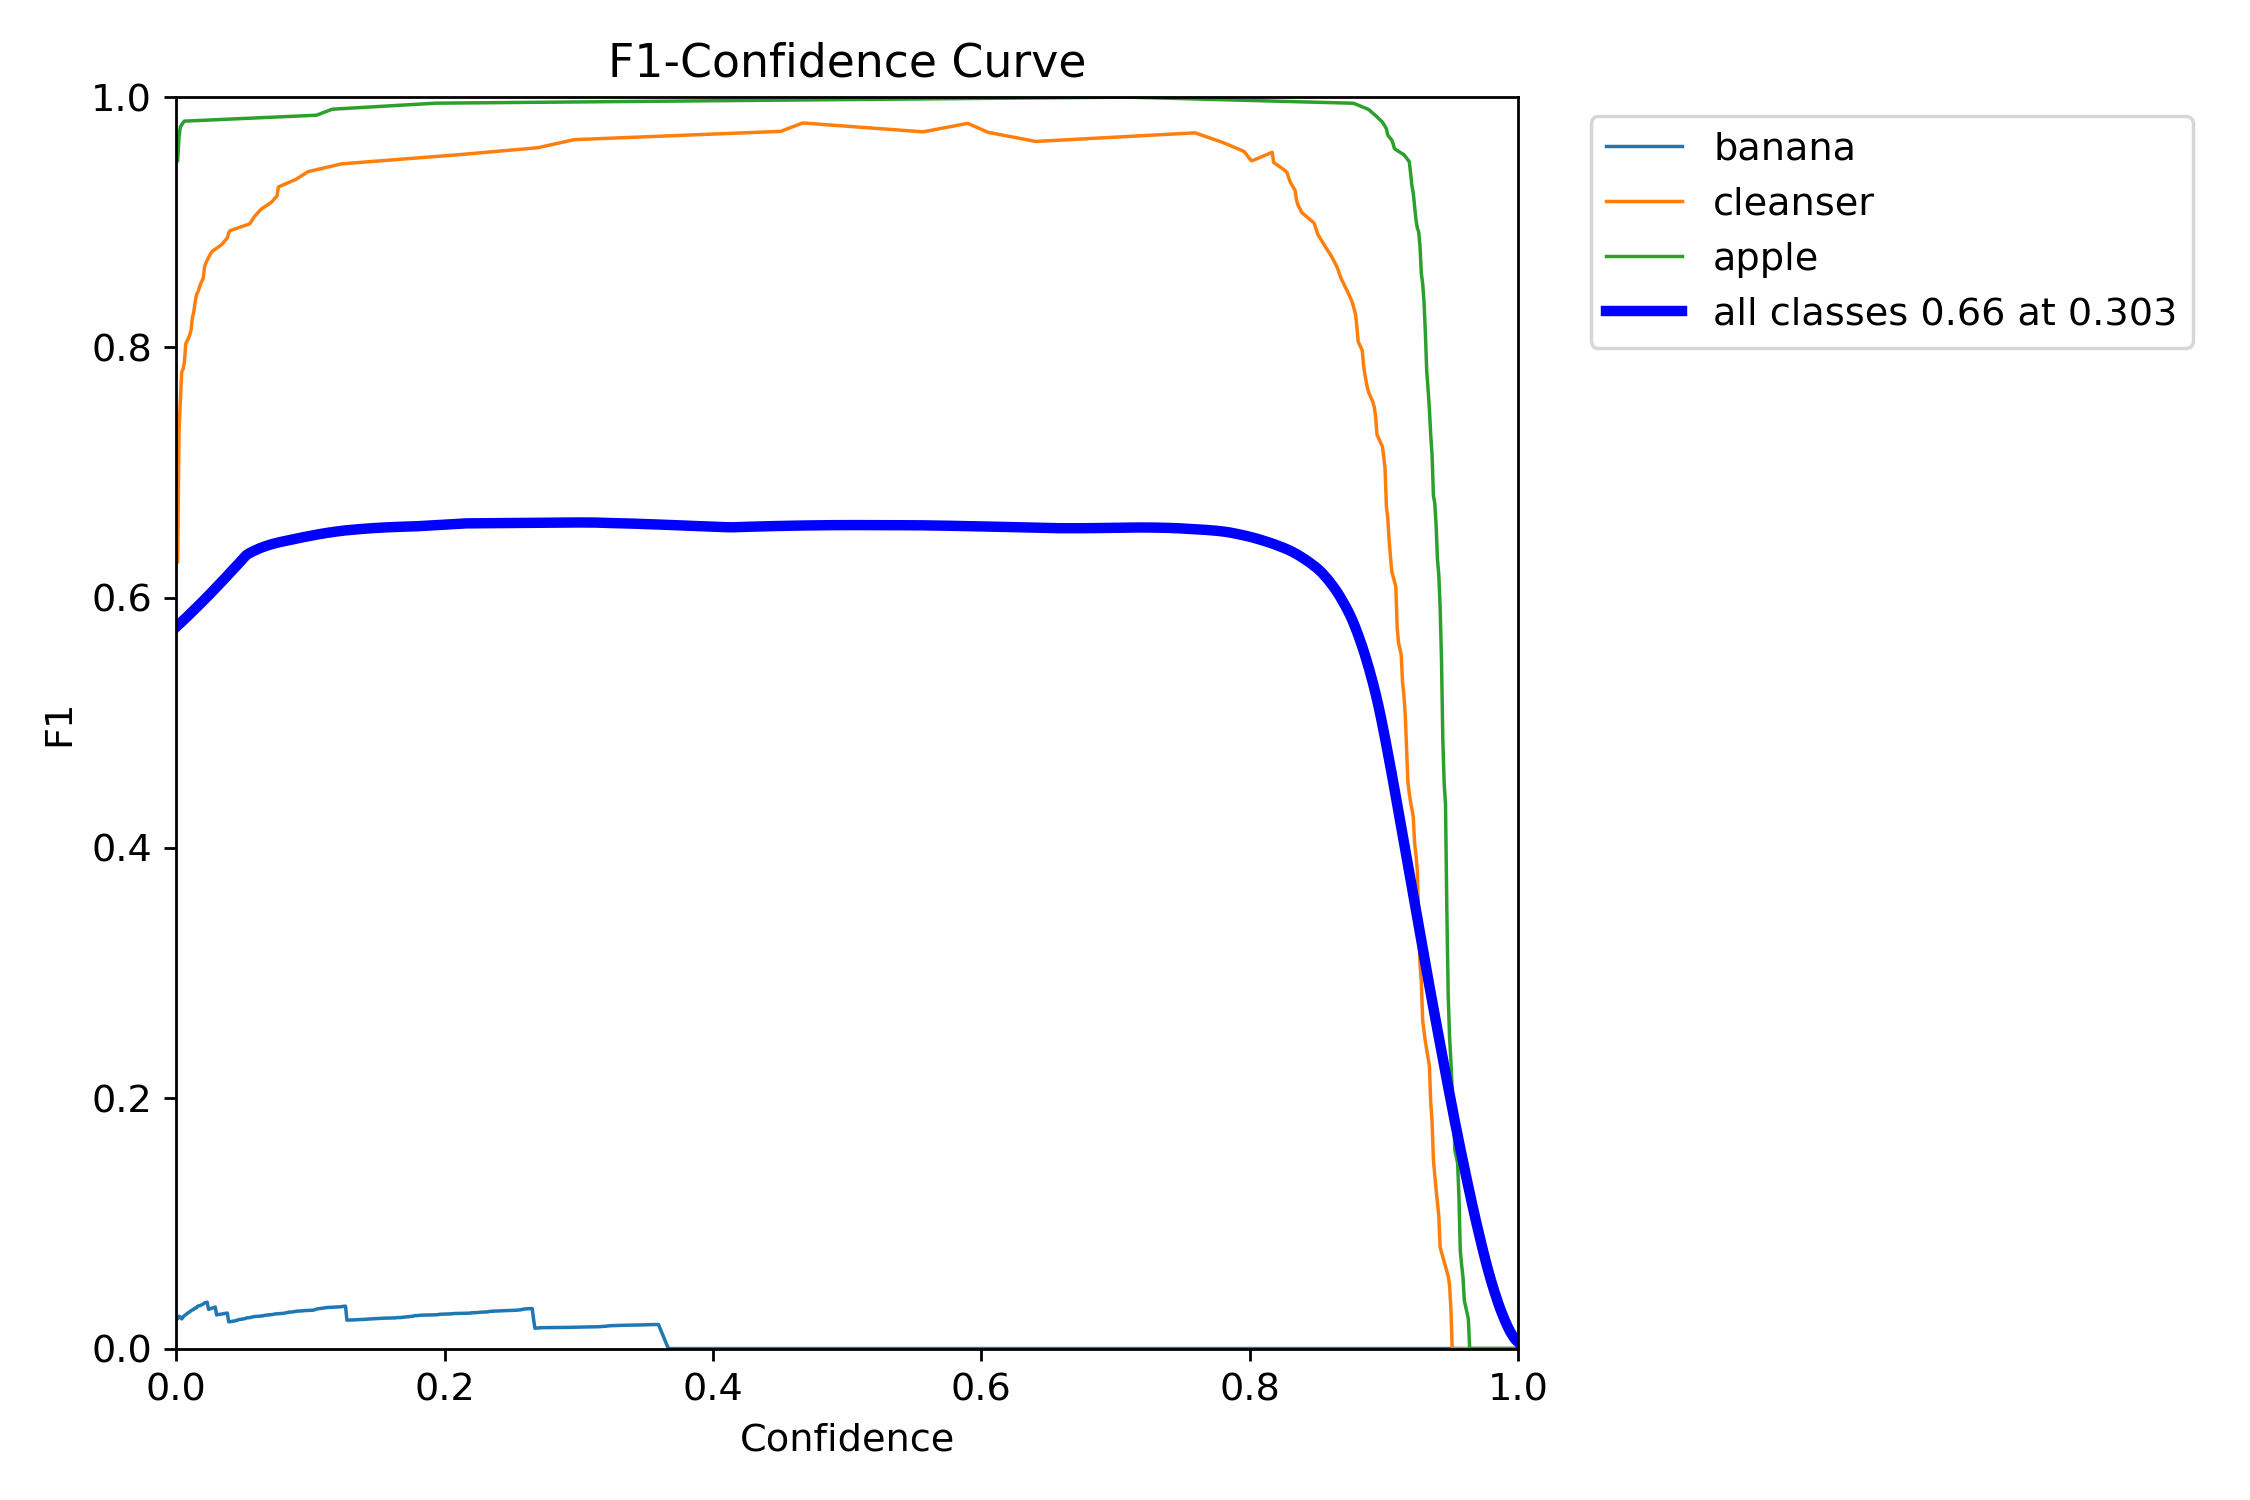 F1-Confidence Curve
1.0
0.8
0.6
0.4
0.2
0.0
F1
0.0 0.2 0.4 0.6 0.8 1.0
Confidence
banana
cleanser
apple
all classes 0.66 at 0.303